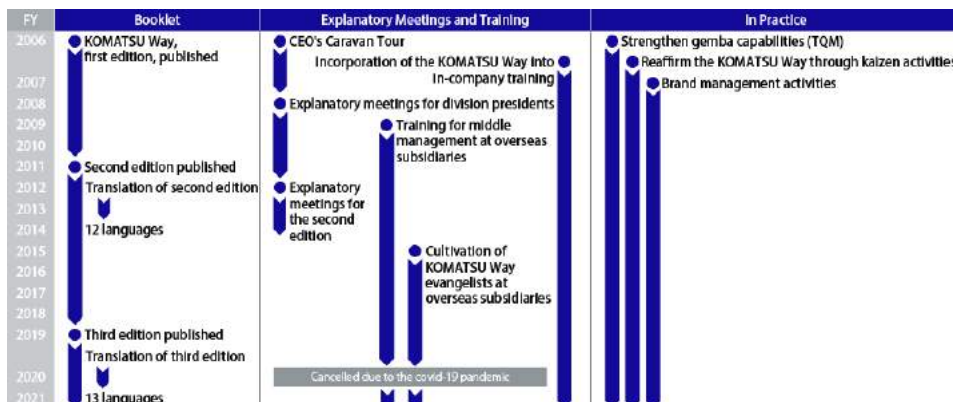 FY
Booklet
Explanatory Meetings and Training
In Practice
2006
KOMATSU Way,
first edition, published
CEO's Caravan Tour
Incorporation of the KOMATSU Way into
in-company training
Strengthen gemba capabilities (TQM)
Reaffirm the KOMATSU Way through kaizen activities
2007
Brand management activities
2008
Explanatory meetings for division presidents
2009
Training for middle
management at overseas
subsidiaries
2010
2011
Second edition published
2012
Translation of second edition
Explanatory
meetings for
the second
edition
2013
2014
12 languages
2015
Cultivation of
KOMATSU Way
evangelists at
overseas subsidiaries
2016
2017
2018
2019
Third edition published
Translation of third edition
2020
Cancelled due to the covid-19 pandemic
2021
13 languages